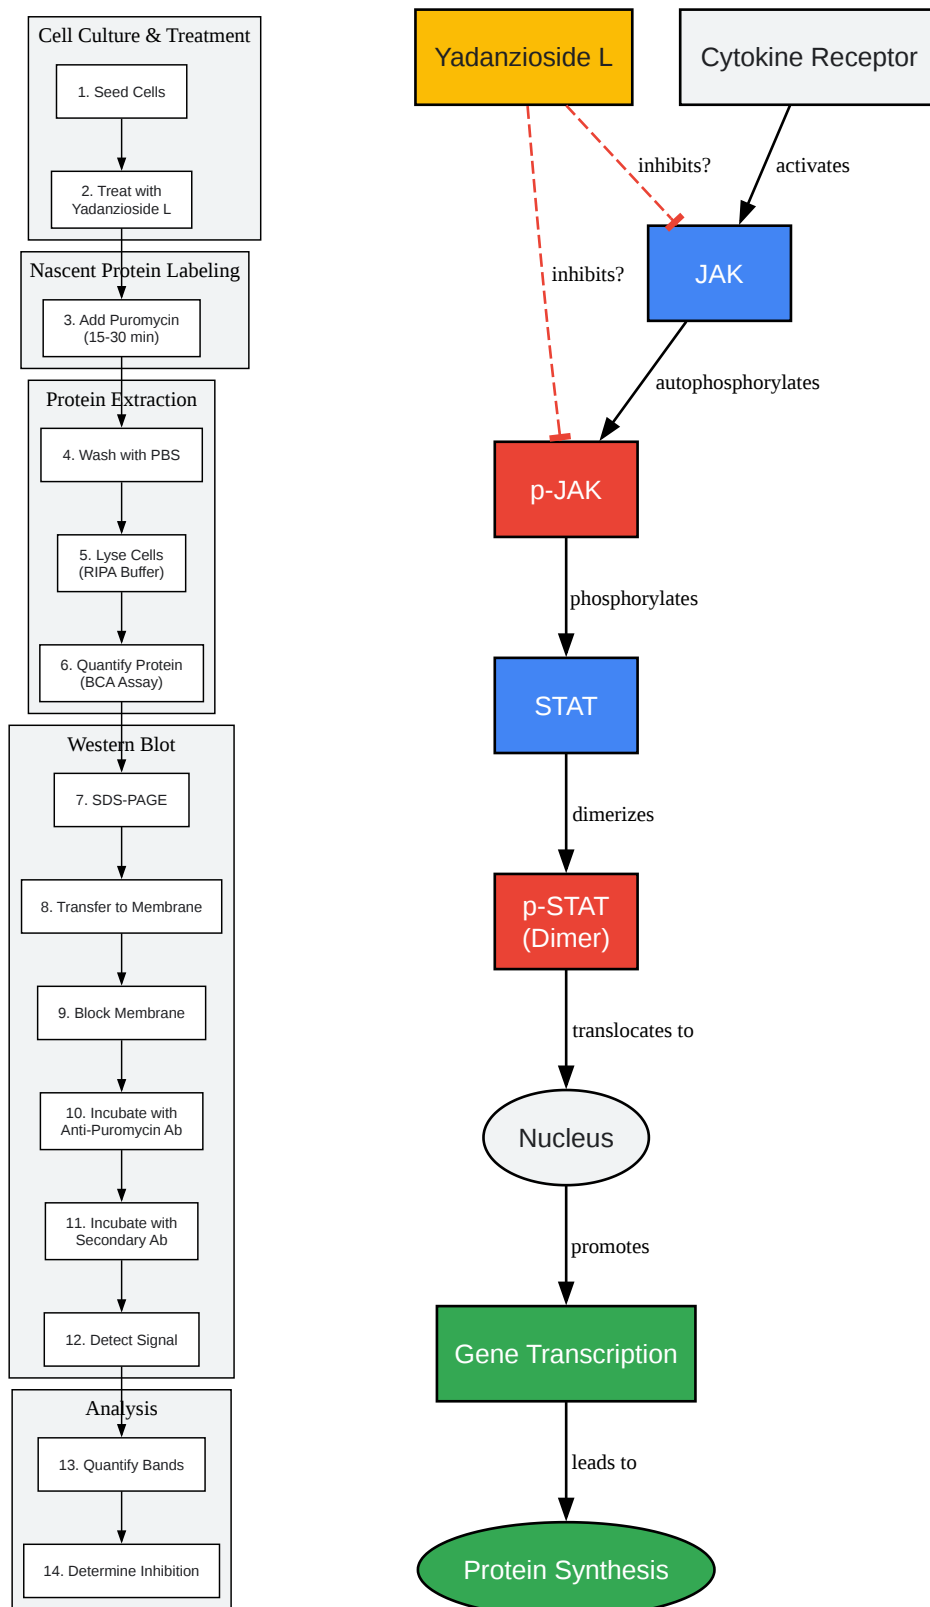 Cell Culture & Treatment
1. Seed Cells
2. Treat with
Yadanzioside L
Nascent Protein Labeling
3. Add Puromycin
(15-30 min)
Protein Extraction
4. Wash with PBS
5. Lyse Cells
(RIPA Buffer)
6. Quantify Protein
(BCA Assay)
Western Blot
7. SDS-PAGE
8. Transfer to Membrane
9. Block Membrane
10. Incubate with
Anti-Puromycin Ab
11. Incubate with
Secondary Ab
12. Detect Signal
Analysis
13. Quantify Bands
14. Determine Inhibition
Yadanzioside L
Cytokine Receptor
inhibits?
activates
inhibits?
JAK
autophosphorylates
p-JAK
phosphorylates
STAT
dimerizes
p-STAT
(Dimer)
translocates to
Nucleus
promotes
Gene Transcription
leads to
Protein Synthesis